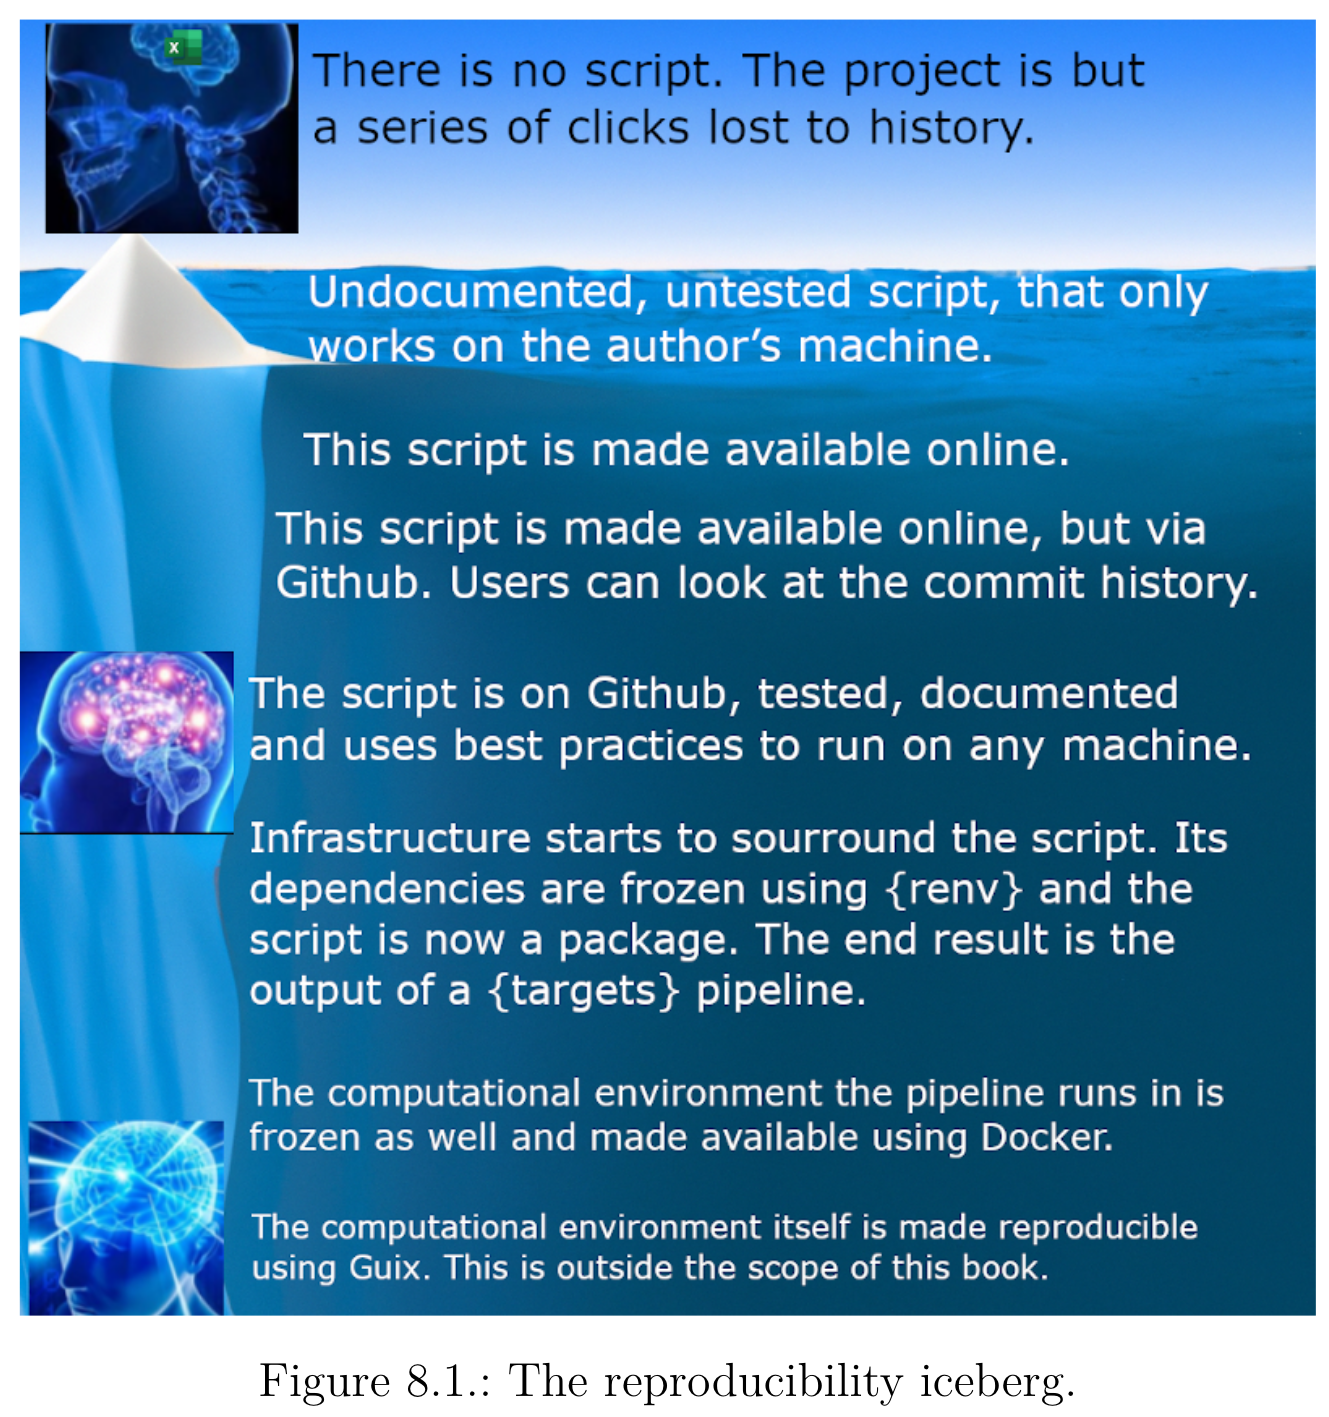 There is no script. The project is but
a series of clicks lost to history.
Undocumented, untested script, that only
works on the author’s machine.
This script is made available online.
This script is made available online, but via
Github. Users can look at the commit history.
The script is on Github, tested, documented
and uses best practices to run on any machine.
Infrastructure starts to sourround the script. Its
dependencies are frozen using {renv} and the
script is now a package. The end result is the
output of a {targets} pipeline.
The computational environment the pipeline runs in is
frozen as well and made available using Docker.
The computational environment itself is made reproducible
using Guix. This is outside the scope of this book.
Figure 8.1.: The reproducibility iceberg.